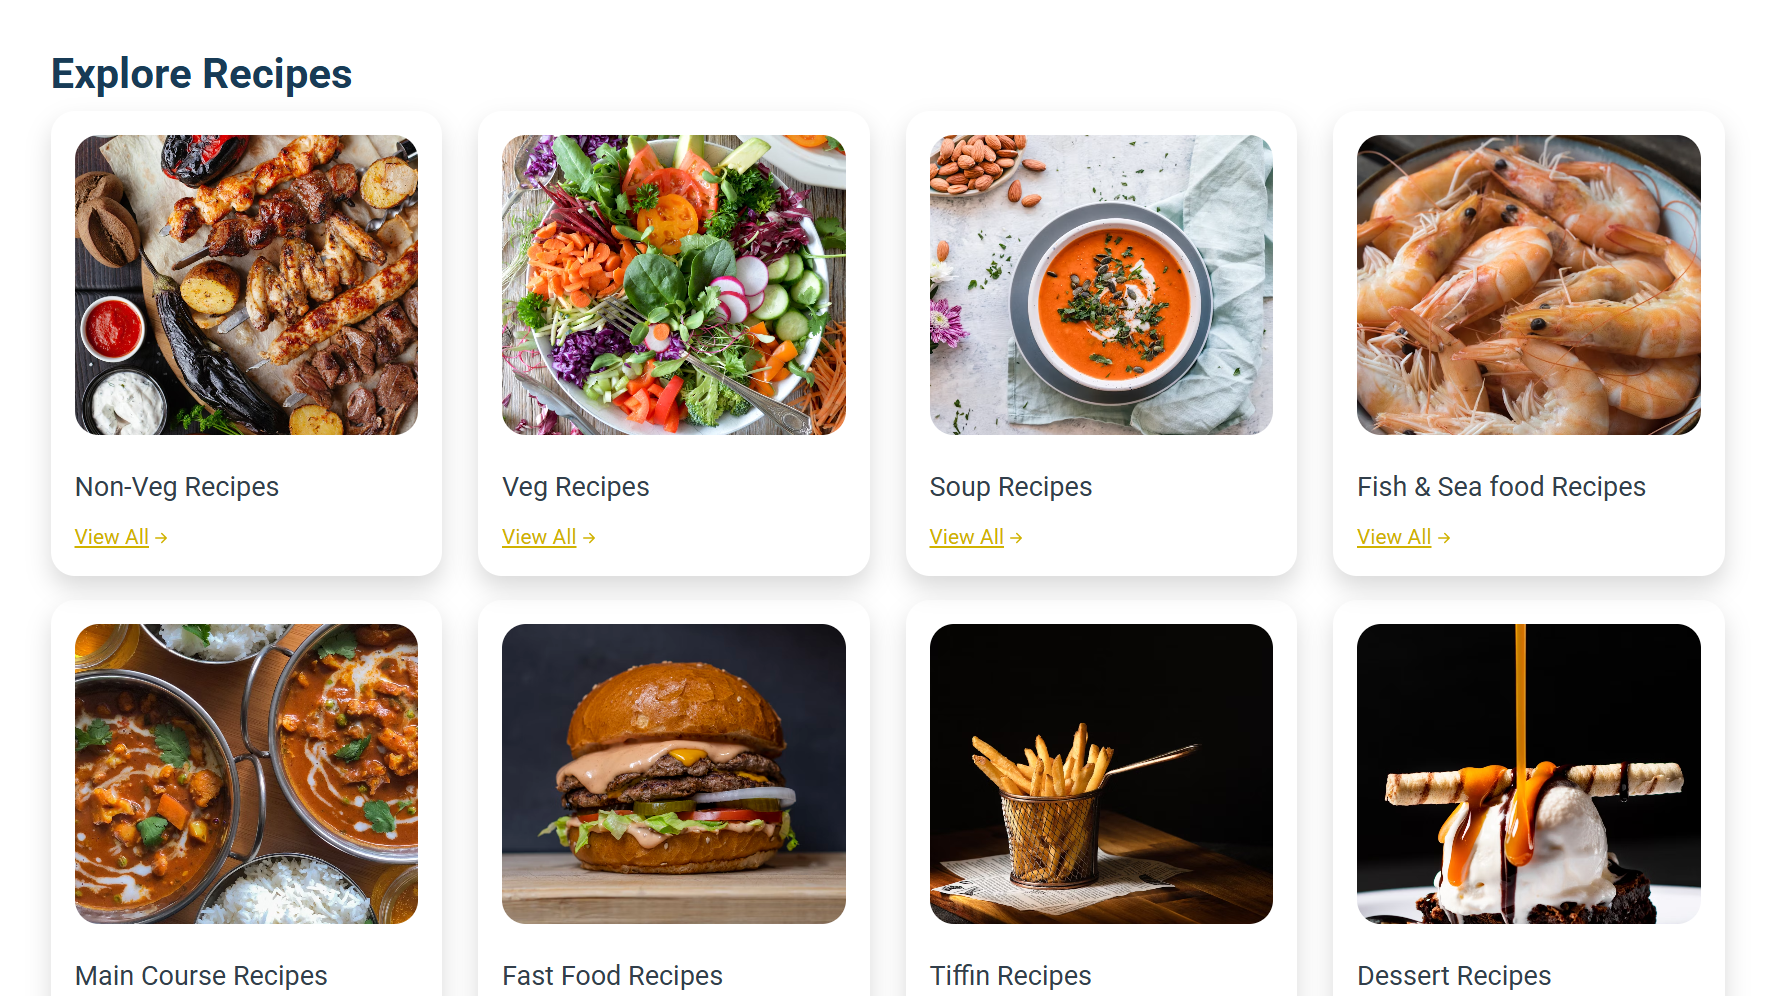 Explore Recipes
Non-Veg Recipes
View All →
Veg Recipes
View All →
Soup Recipes
View All →
Fish & Sea food Recipes
View All →
Main Course Recipes
Fast Food Recipes
Tiffin Recipes
Dessert Recipes